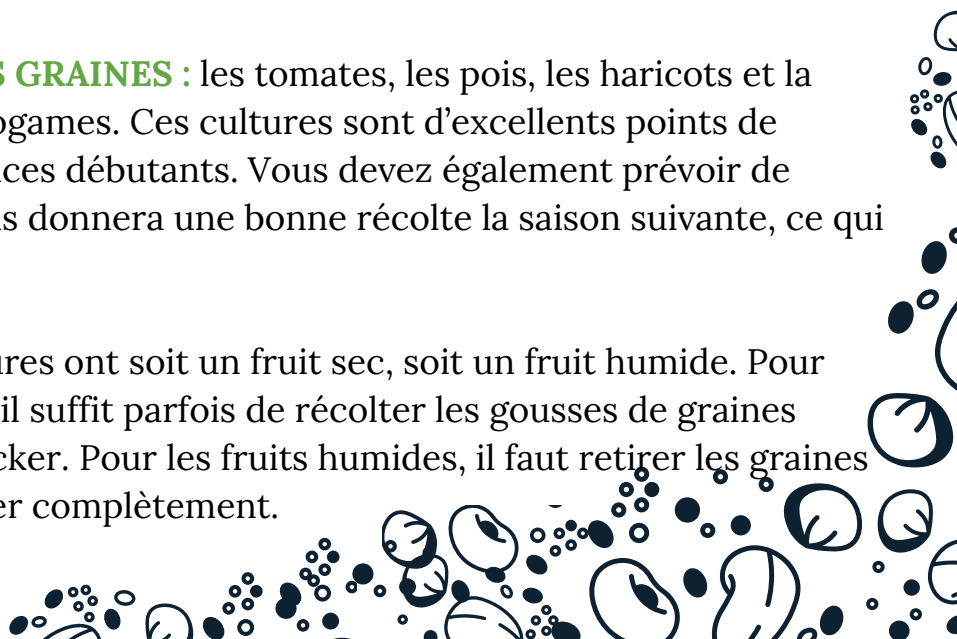 S GRAINES : les tomates, les pois, les haricots et la
ogames. Ces cultures sont d’excellents points de
ces débutants. Vous devez également prévoir de
s donnera une bonne récolte la saison suivante, ce qui
ures ont soit un fruit sec, soit un fruit humide. Pour
il suffit parfois de récolter les gousses de graines
cker. Pour les fruits humides, il faut retirer les graines
er complètement.